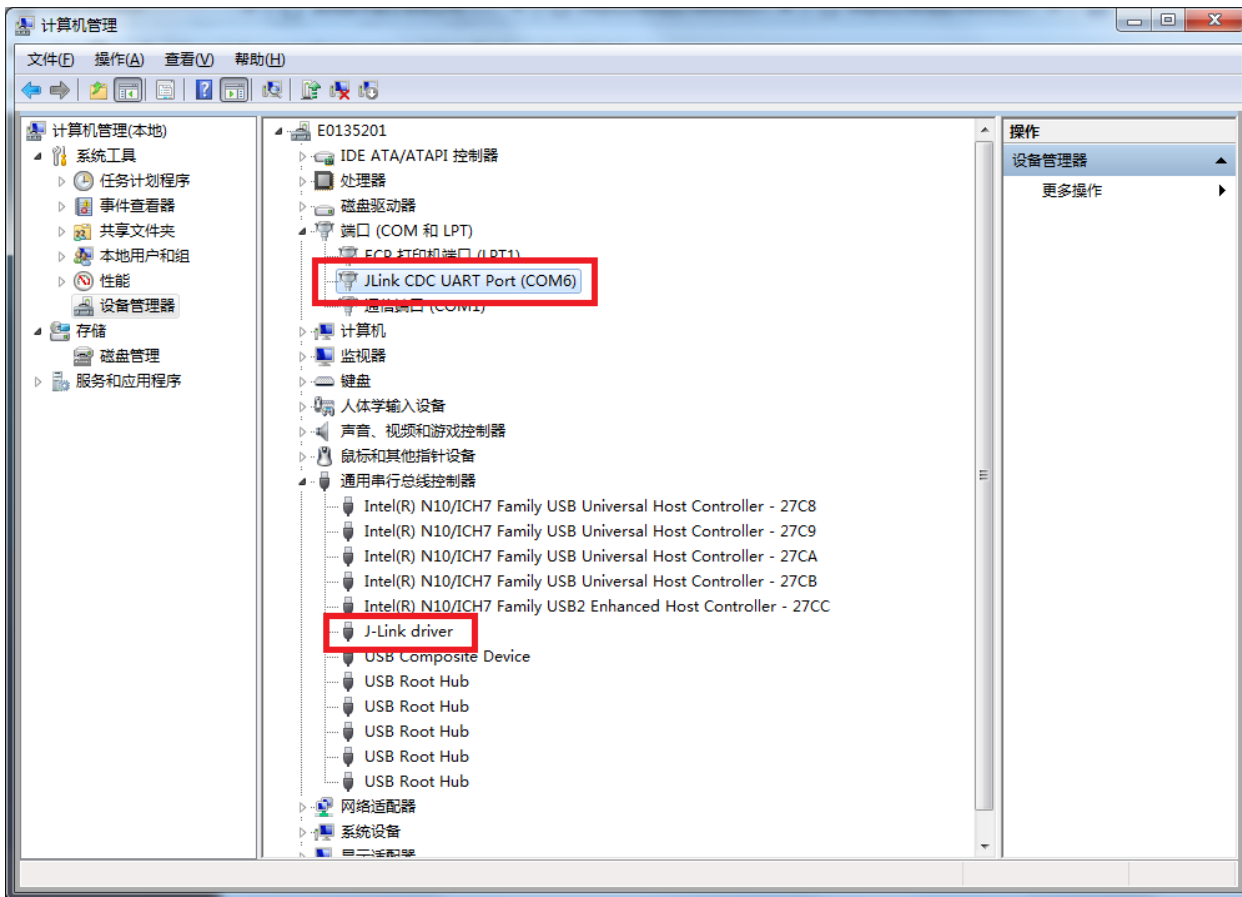 计算机管理
文件(F) 操作(A) 查看(V) 帮助(H)
计算机管理(本地)
系统工具
任务计划程序
事件查看器
共享文件夹
本地用户和组
性能
设备管理器
存储
磁盘管理
服务和应用程序
E0135201
IDE ATA/ATAPI 控制器
处理器
磁盘驱动器
端口 (COM 和 LPT)
ECP 打印机端口 (LPT1)
JLink CDC UART Port (COM6)
通信端口 (COM1)
计算机
监视器
键盘
人体学输入设备
声音、视频和游戏控制器
鼠标和其他指针设备
通用串行总线控制器
Intel(R) N10/ICH7 Family USB Universal Host Controller - 27C8
Intel(R) N10/ICH7 Family USB Universal Host Controller - 27C9
Intel(R) N10/ICH7 Family USB Universal Host Controller - 27CA
Intel(R) N10/ICH7 Family USB Universal Host Controller - 27CB
Intel(R) N10/ICH7 Family USB2 Enhanced Host Controller - 27CC
J-Link driver
USB Composite Device
USB Root Hub
USB Root Hub
USB Root Hub
USB Root Hub
USB Root Hub
网络适配器
系统设备
显示适配器
操作
设备管理器
更多操作